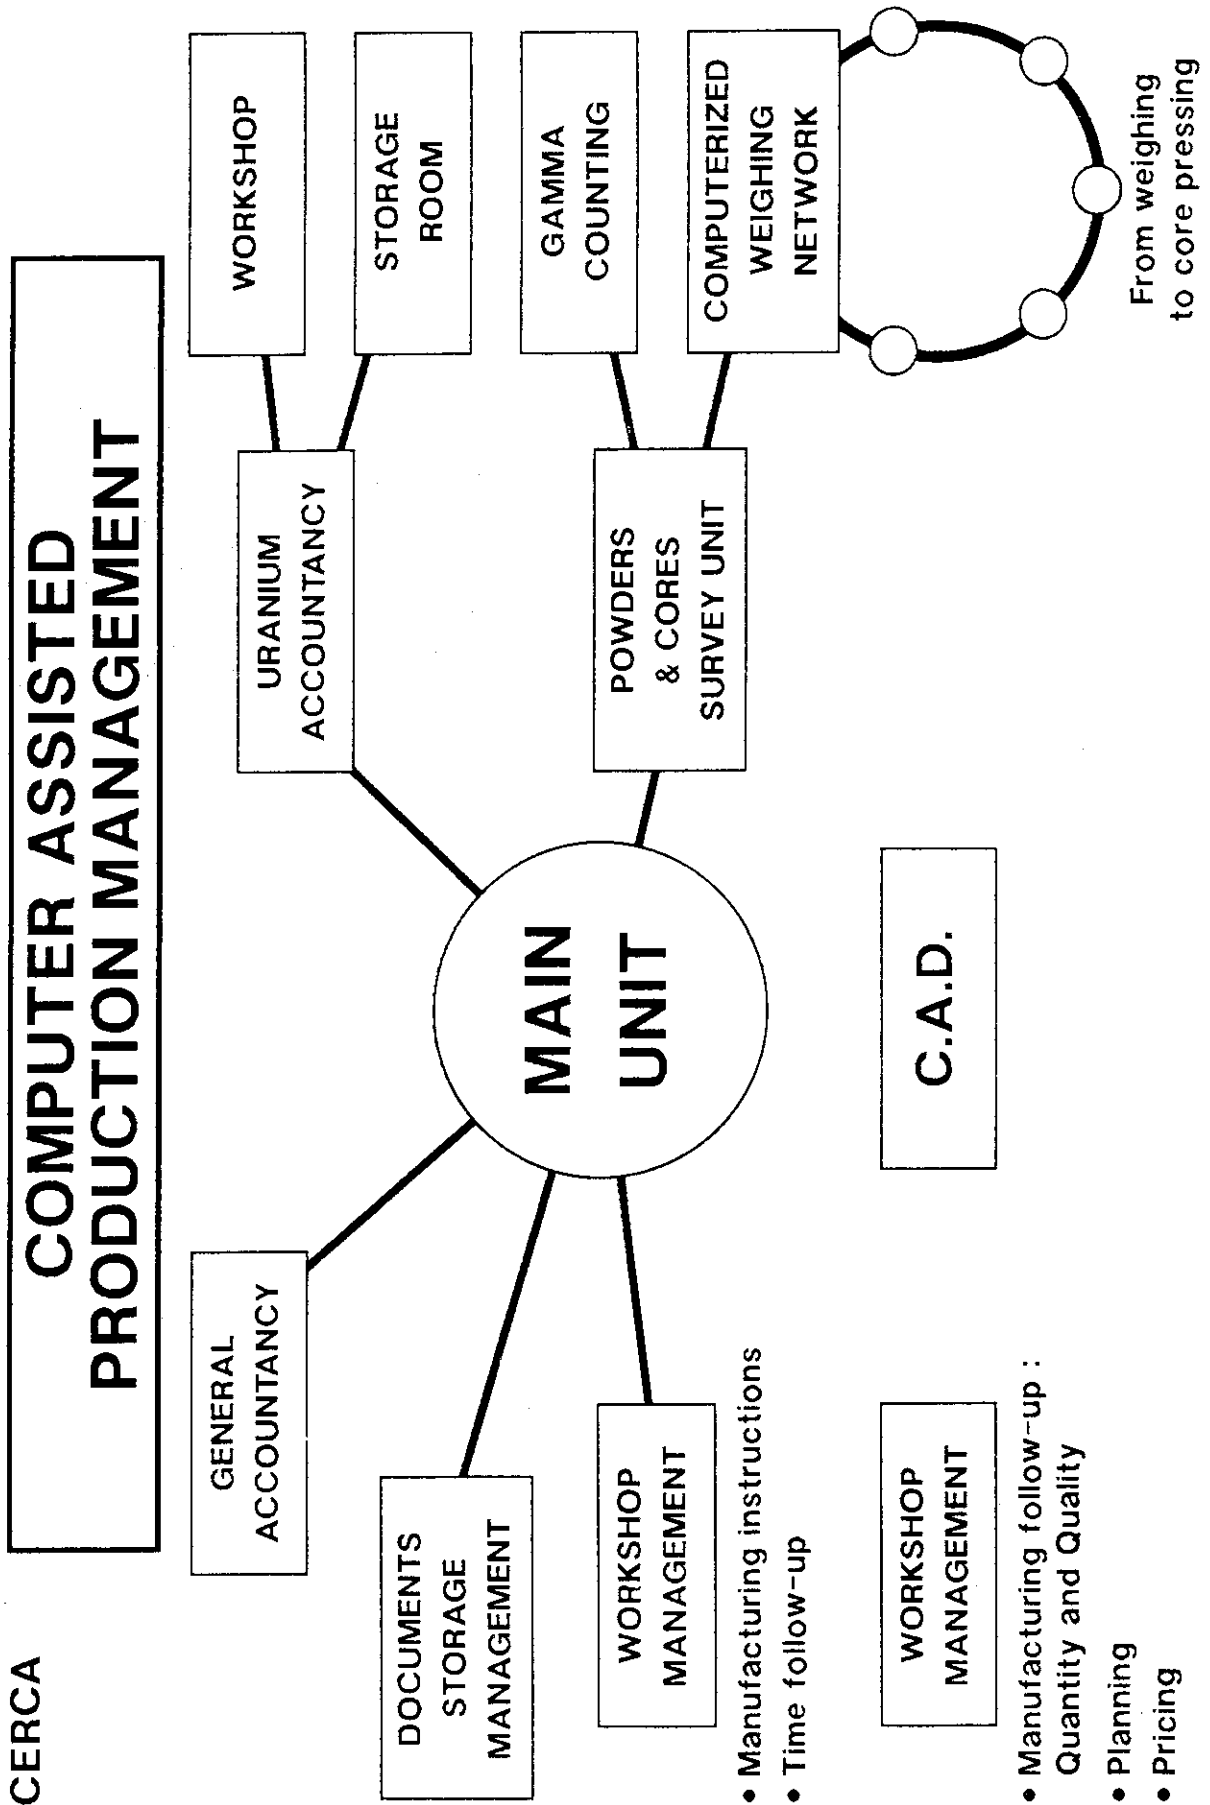 CERCA
COMPUTER ASSISTED
PRODUCTION MANAGEMENT
GENERAL
ACCOUNTANCY
DOCUMENTS
STORAGE
MANAGEMENT
WORKSHOP
MANAGEMENT
• Manufacturing instructions
• Time follow-up
WORKSHOP
MANAGEMENT
• Manufacturing follow-up :
Quantity and Quality
• Planning
• Pricing
MAIN
UNIT
C.A.D.
URANIUM
ACCOUNTANCY
POWDERS
& CORES
SURVEY UNIT
WORKSHOP
STORAGE
ROOM
GAMMA
COUNTING
COMPUTERIZED
WEIGHING
NETWORK
From weighing
to core pressing